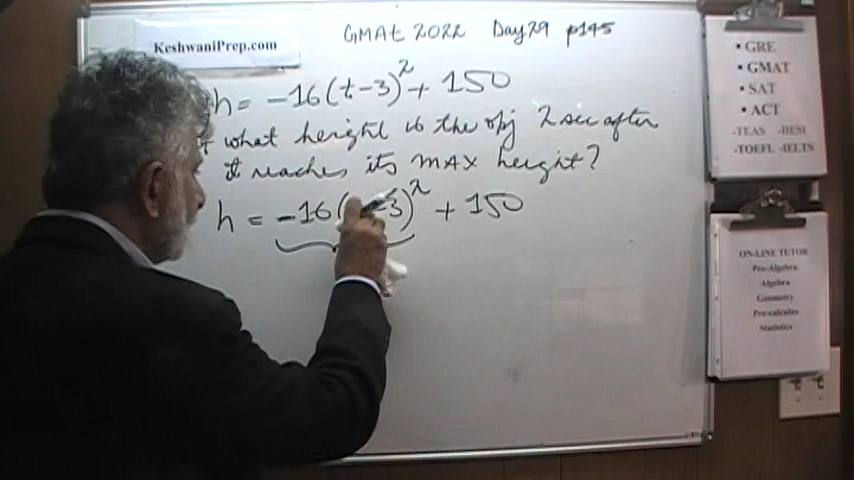 KeshwaniPrep.com
GMAt 2022 Day 29 p145
h = -16(t-3)² + 150
what height is the obj 2 sec after
it reaches its MAX height?
h = -16( -3)² + 150
▪ GRE
▪ GMAT
▪ SAT
▪ ACT
-TEAS -HESI
-TOEFL -IELTS
ON-LINE TUTOR
Pre-Algebra
Algebra
Geometry
Pre-calculus
Statistics